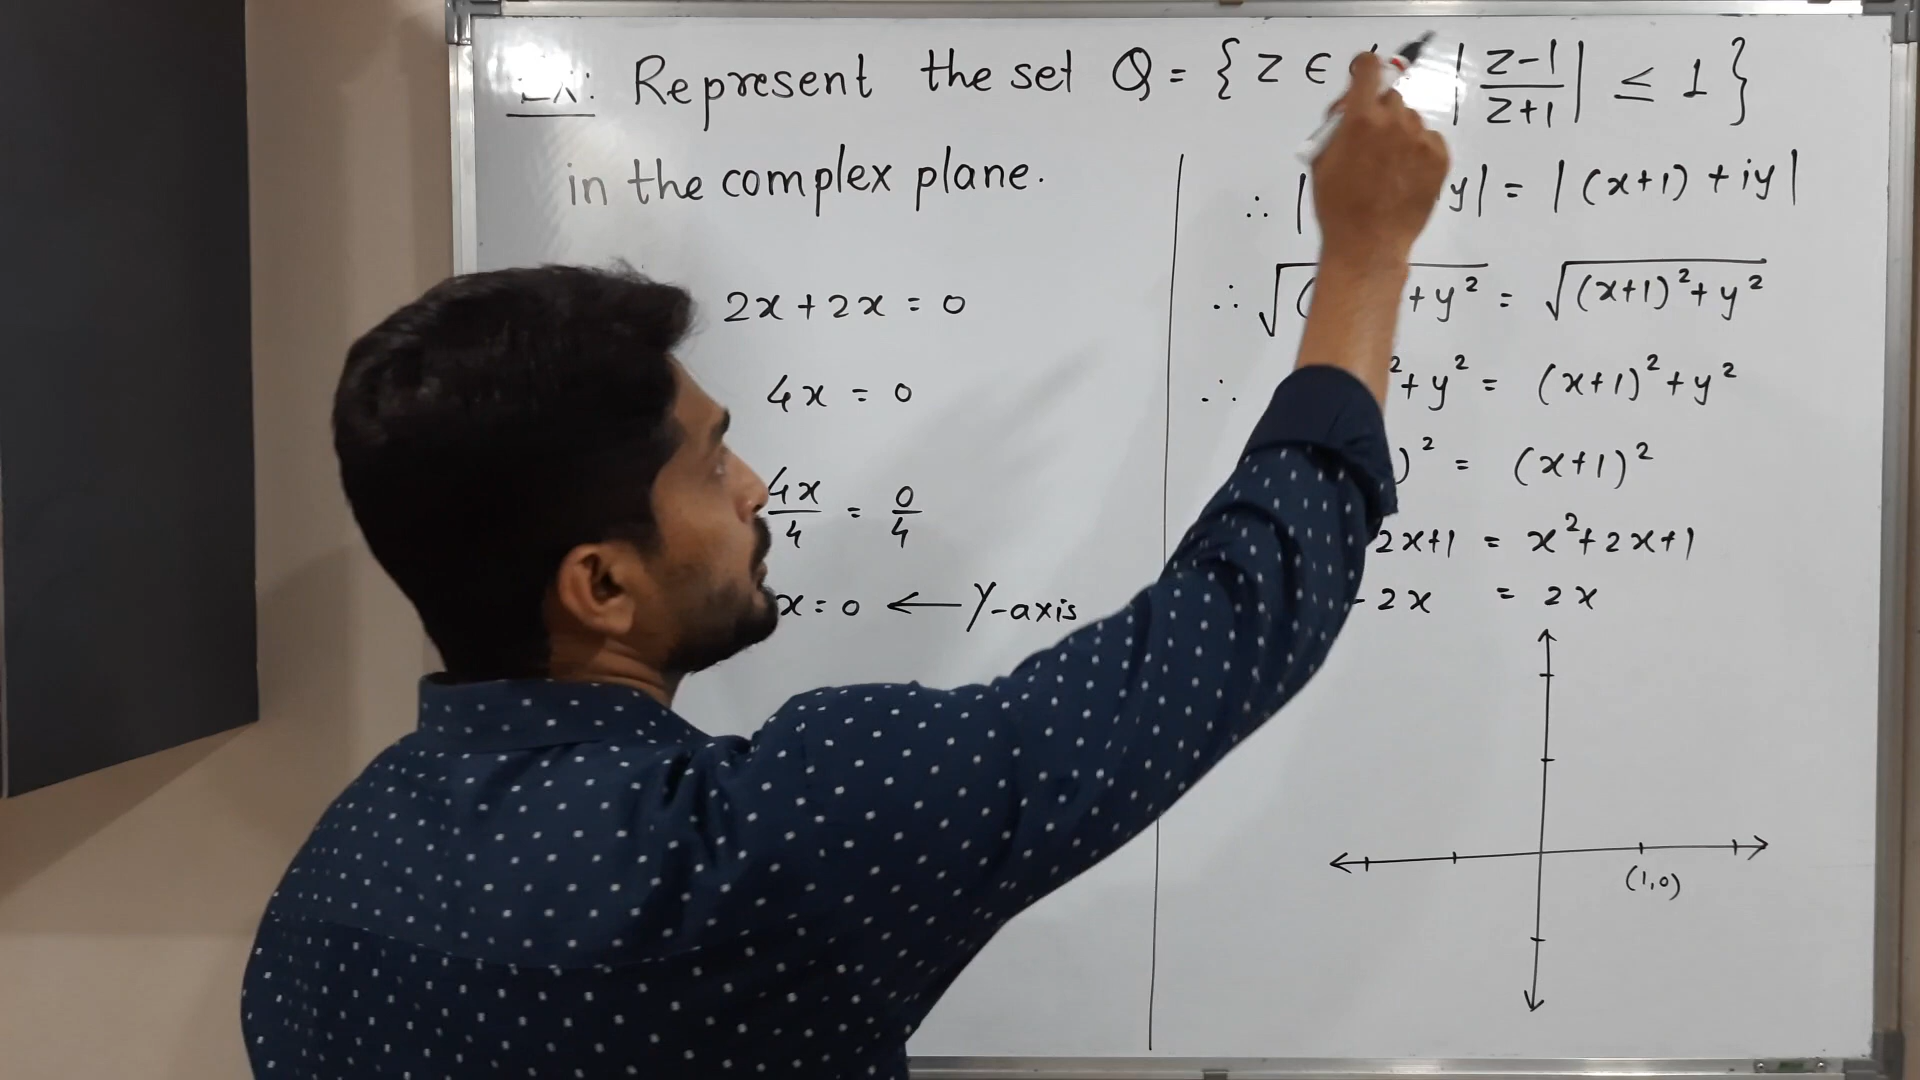 Ex: Represent the set Q = { z ∈ | z-1 / z+1 | ≤ 1 }
in the complex plane.
2x + 2x = 0
4x = 0
4x/4 = 0/4
x = 0 ← Y-axis
∴ | y| = | (x+1) + iy |
∴ √( + y² = √(x+1)² + y²
∴ ² + y² = (x+1)² + y²
)² = (x+1)²
2x+1 = x² + 2x + 1
- 2x = 2x
(1,0)